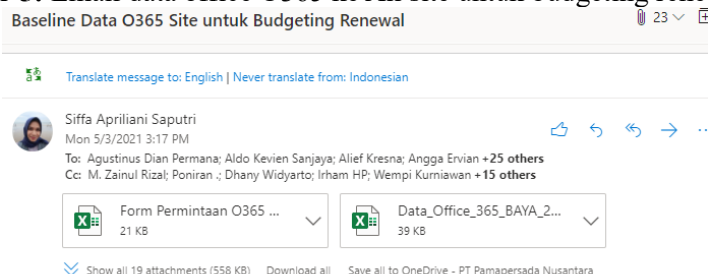 Baseline Data O365 Site untuk Budgeting Renewal
23
Translate message to: English | Never translate from: Indonesian
Siffa Apriliani Saputri
Mon 5/3/2021 3:17 PM
To: Agustinus Dian Permana; Aldo Kevien Sanjaya; Alief Kresna; Angga Ervian +25 others
Cc: M. Zainul Rizal; Poniran .; Dhany Widyarto; Irham HP; Wempi Kurniawan +15 others
Form Permintaan O365 ...
21 KB
Data_Office_365_BAYA_2...
39 KB
Show all 19 attachments (558 KB) Download all Save all to OneDrive - PT Pamapersada Nusantara